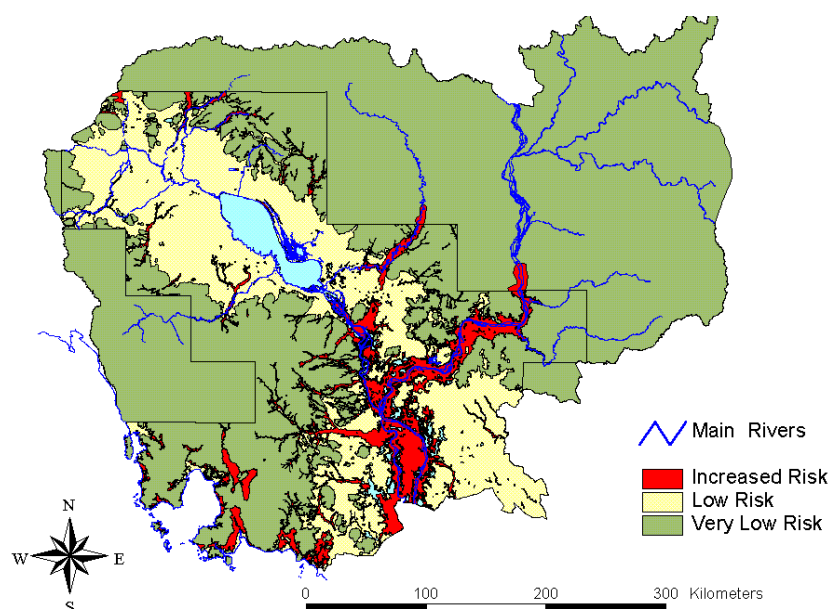 Main Rivers
Increased Risk
Low Risk
Very Low Risk
N
W E
S
0 100 200 300 Kilometers